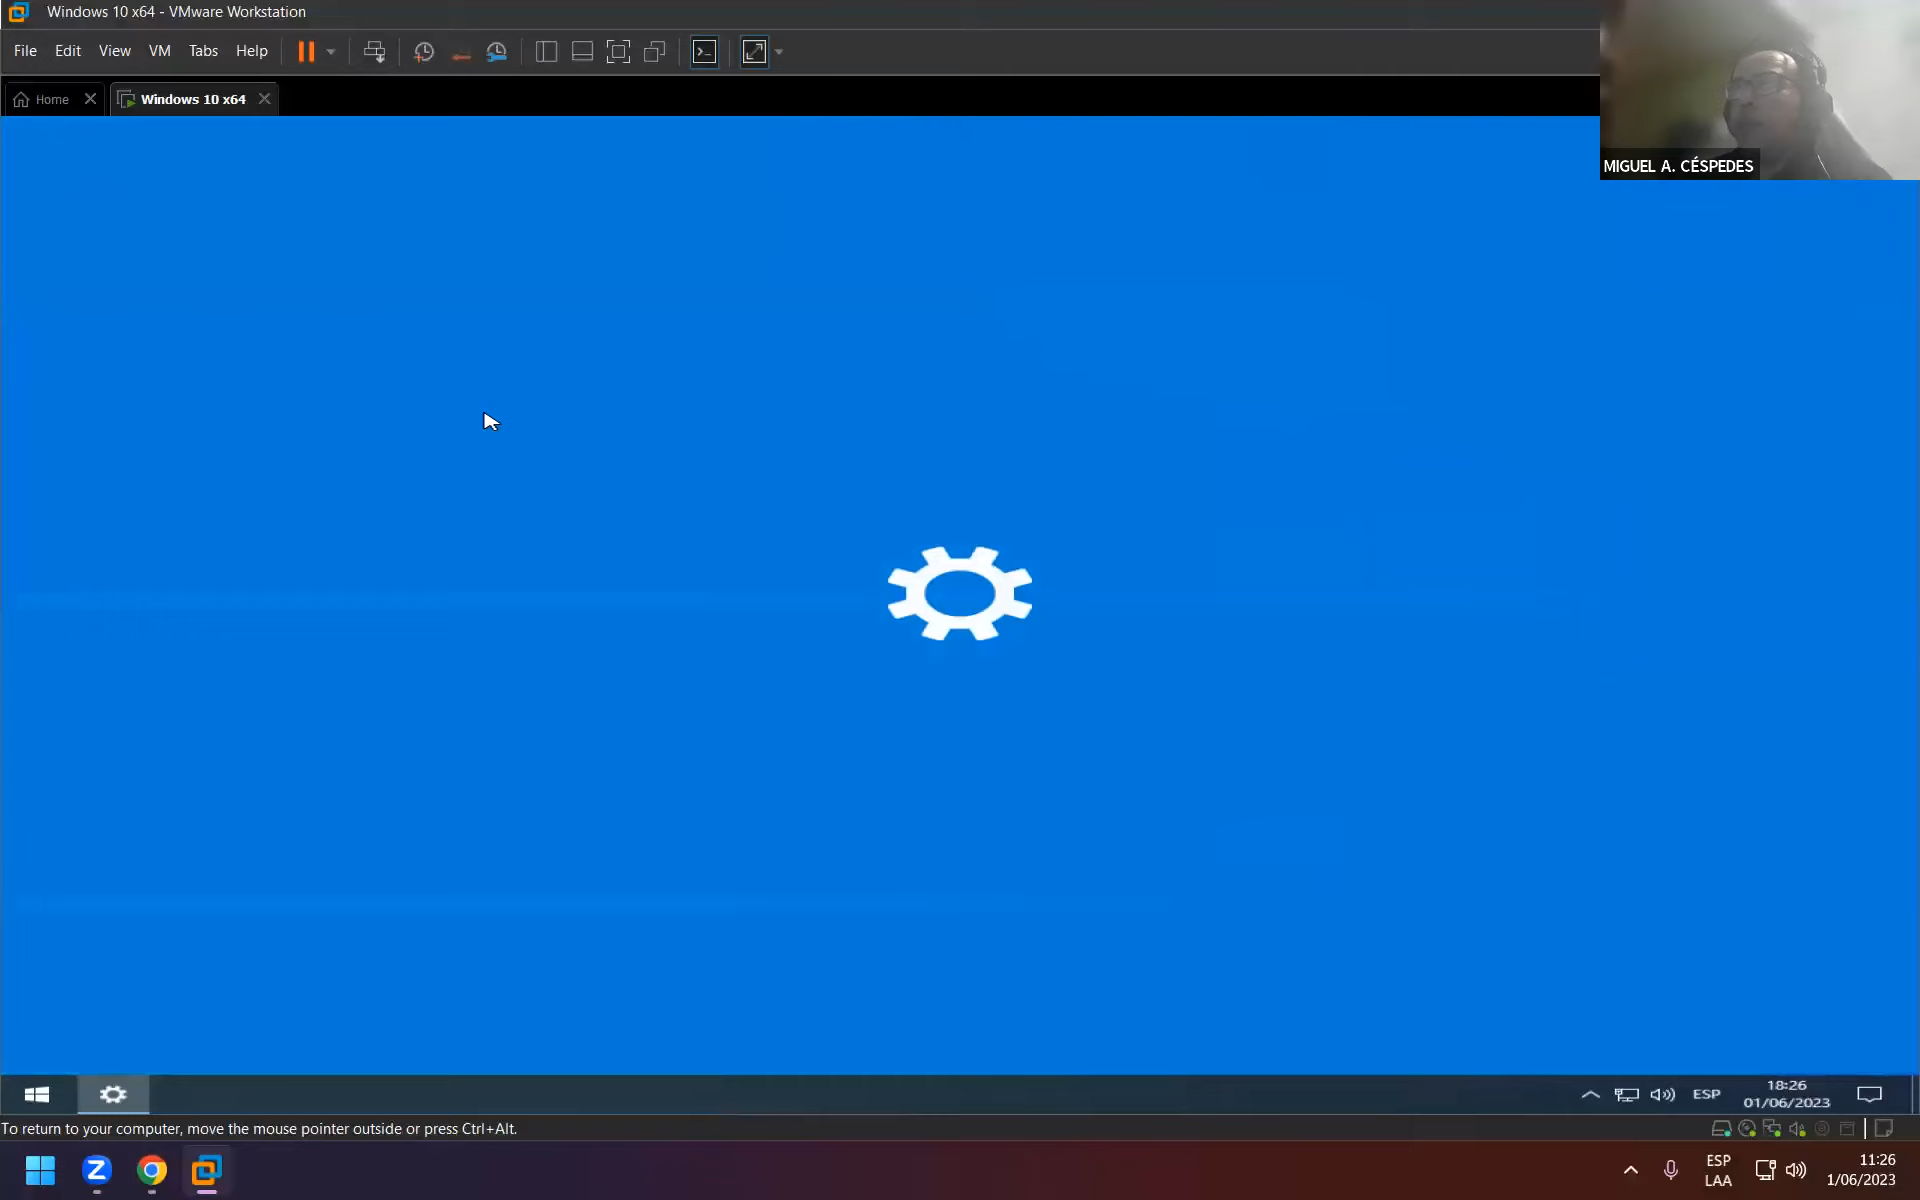 Windows 10 x64 - VMware Workstation
File Edit View VM Tabs Help
Home
Windows 10 x64
MIGUEL A. CÉSPEDES
ESP
18:26
01/06/2023
To return to your computer, move the mouse pointer outside or press Ctrl+Alt.
ESP
LAA
11:26
1/06/2023